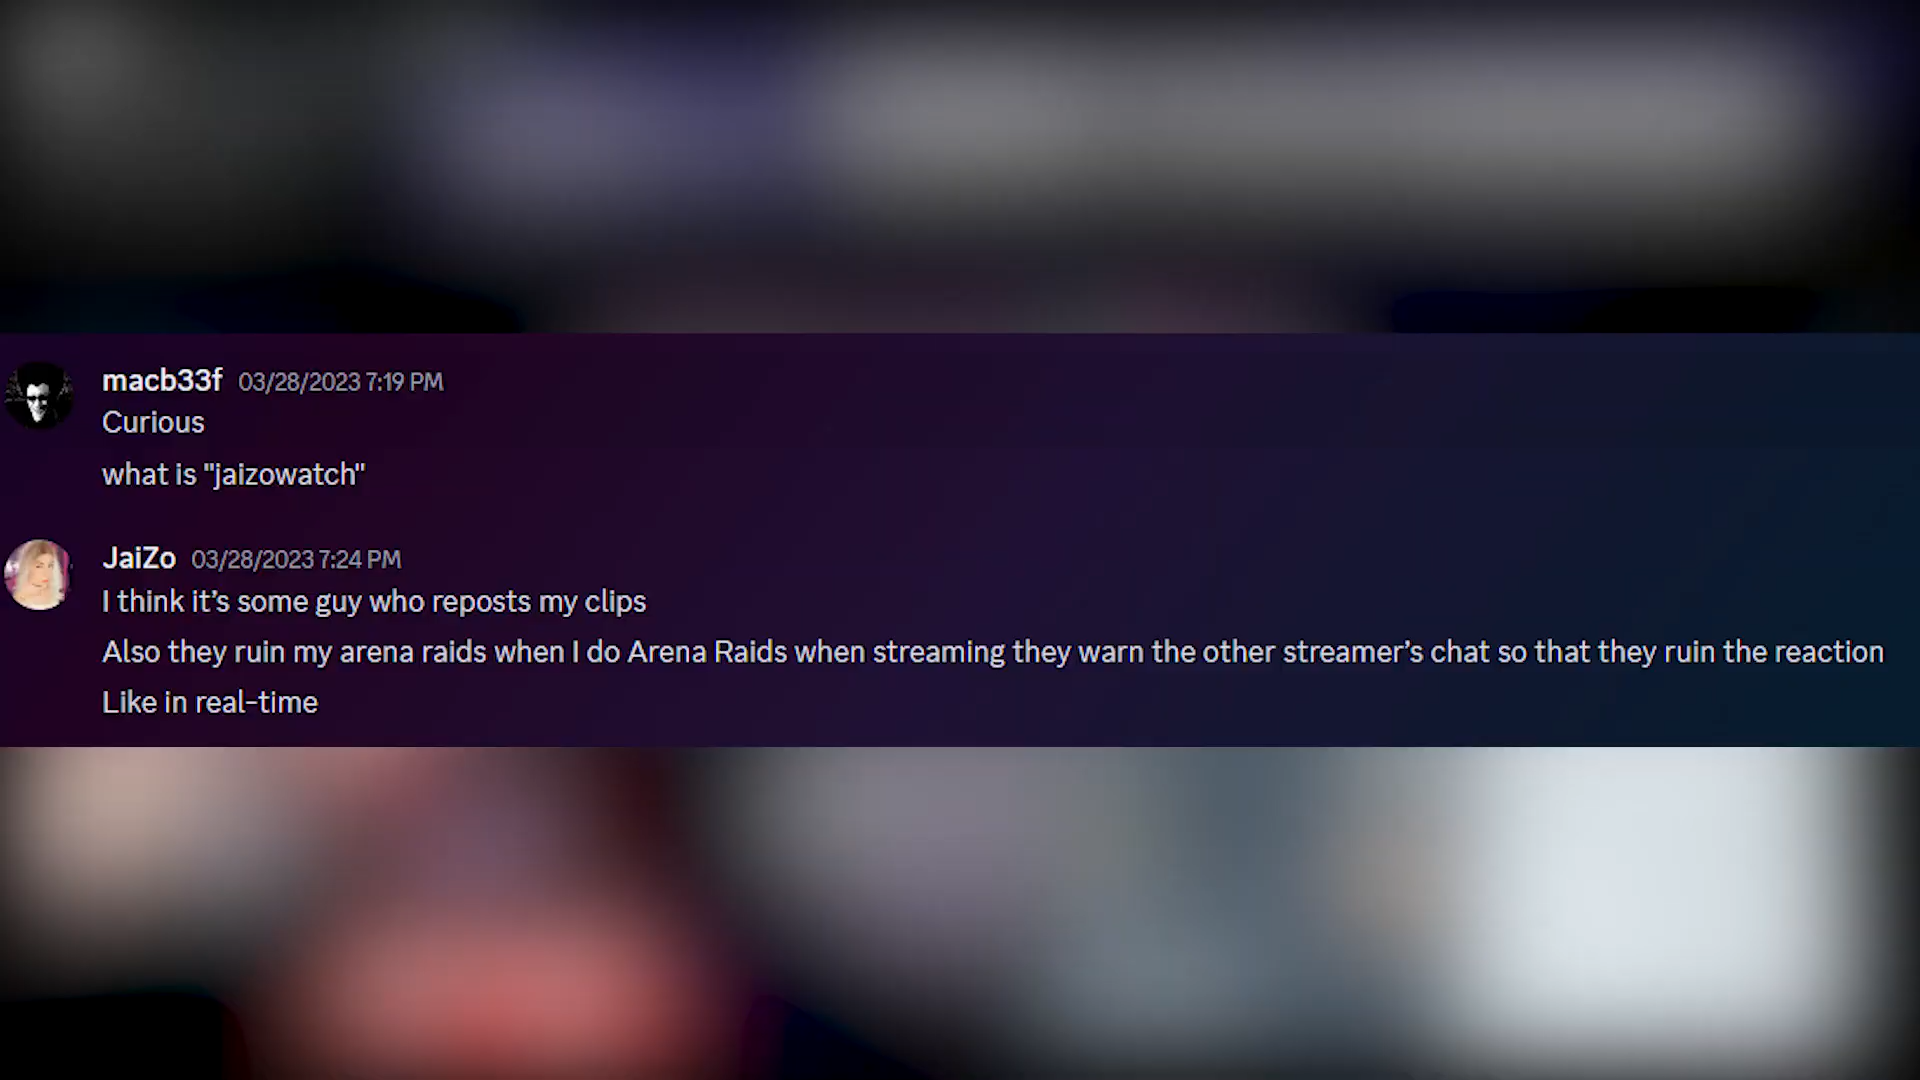 macb33f 03/28/2023 7:19 PM
Curious
what is "jaizowatch"
JaiZo 03/28/2023 7:24 PM
I think it’s some guy who reposts my clips
Also they ruin my arena raids when I do Arena Raids when streaming they warn the other streamer’s chat so that they ruin the reaction
Like in real-time